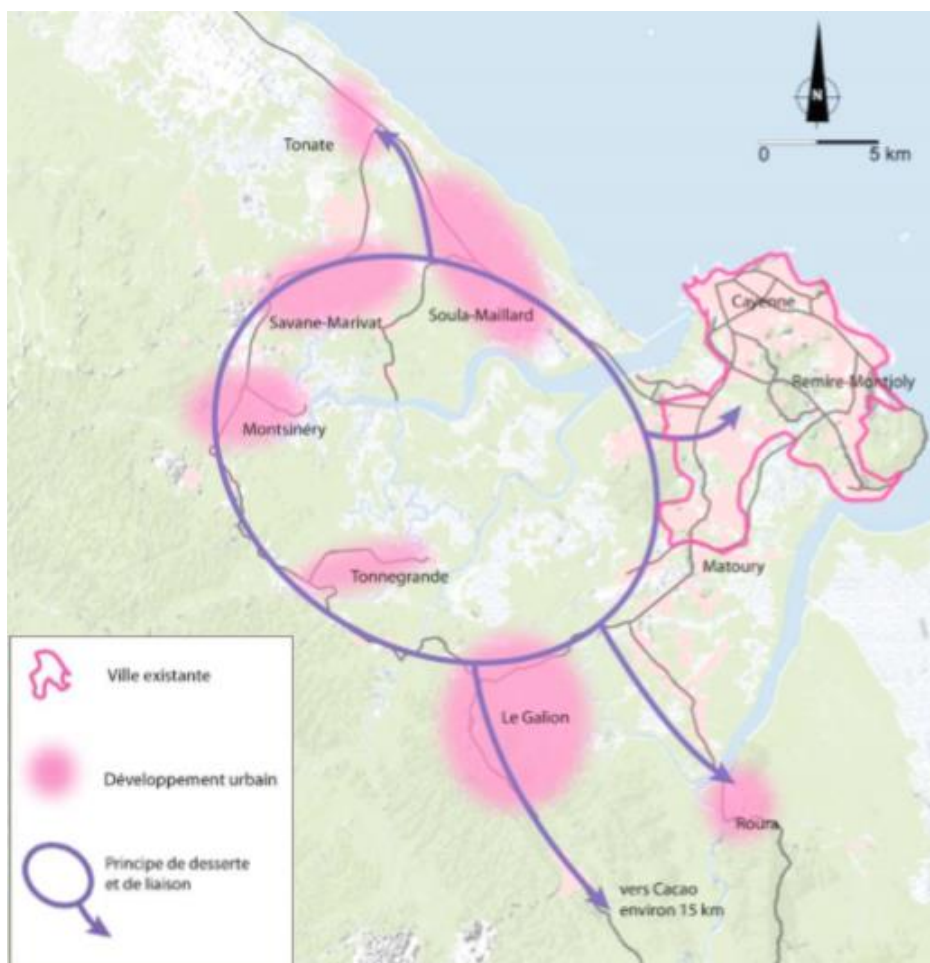 N
0 5 km
Tonate
Cayenne
Savane-Marivat
Soula-Maillard
Remire-Montjoly
Montsinéry
Tonnegrande
Matoury
Le Galion
Roura
vers Cacao
environ 15 km
Ville existante
Développement urbain
Principe de desserte
et de liaison